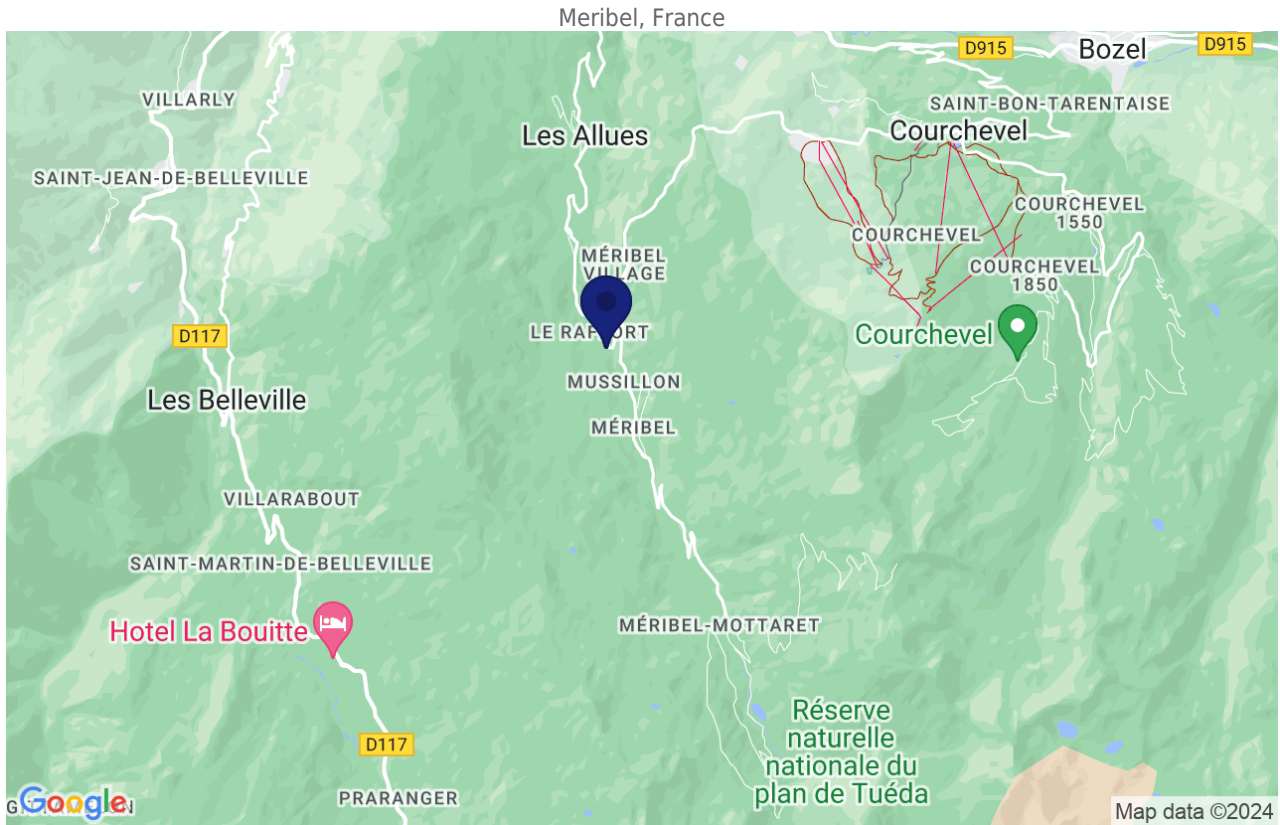 Meribel, France
D915
Bozel
D915
VILLARLY
SAINT-BON-TARENTAISE
Les Allues
Courchevel
SAINT-JEAN-DE-BELLEVILLE
COURCHEVEL
1550
COURCHEVEL
MÉRIBEL
VILLAGE
COURCHEVEL
1850
D117
Courchevel
MUSSILLON
Les Belleville
MÉRIBEL
VILLARABOUT
SAINT-MARTIN-DE-BELLEVILLE
Hotel La Bouitte
MÉRIBEL-MOTTARET
Réserve
naturelle
nationale du
plan de Tuéda
D117
PRARANGER
Google
Map data ©2024